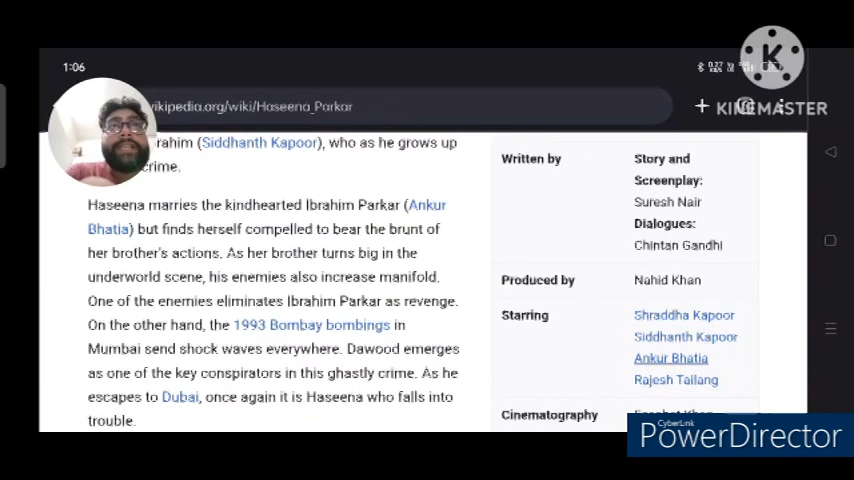 1:06
0.27
KINEMASTER
wikipedia.org/wiki/Haseena_Parkar
(Siddhanth Kapoor), who as he grows up
crime.
Haseena marries the kindhearted Ibrahim Parkar (Ankur
Bhatia) but finds herself compelled to bear the brunt of
her brother's actions. As her brother turns big in the
underworld scene, his enemies also increase manifold.
One of the enemies eliminates Ibrahim Parkar as revenge.
On the other hand, the 1993 Bombay bombings in
Mumbai send shock waves everywhere. Dawood emerges
as one of the key conspirators in this ghastly crime. As he
escapes to Dubai, once again it is Haseena who falls into
trouble.
Written by
Story and
Screenplay:
Suresh Nair
Dialogues:
Chintan Gandhi
Produced by
Nahid Khan
Starring
Shraddha Kapoor
Siddhanth Kapoor
Ankur Bhatia
Rajesh Tailang
Cinematography
CyberLink
PowerDirector